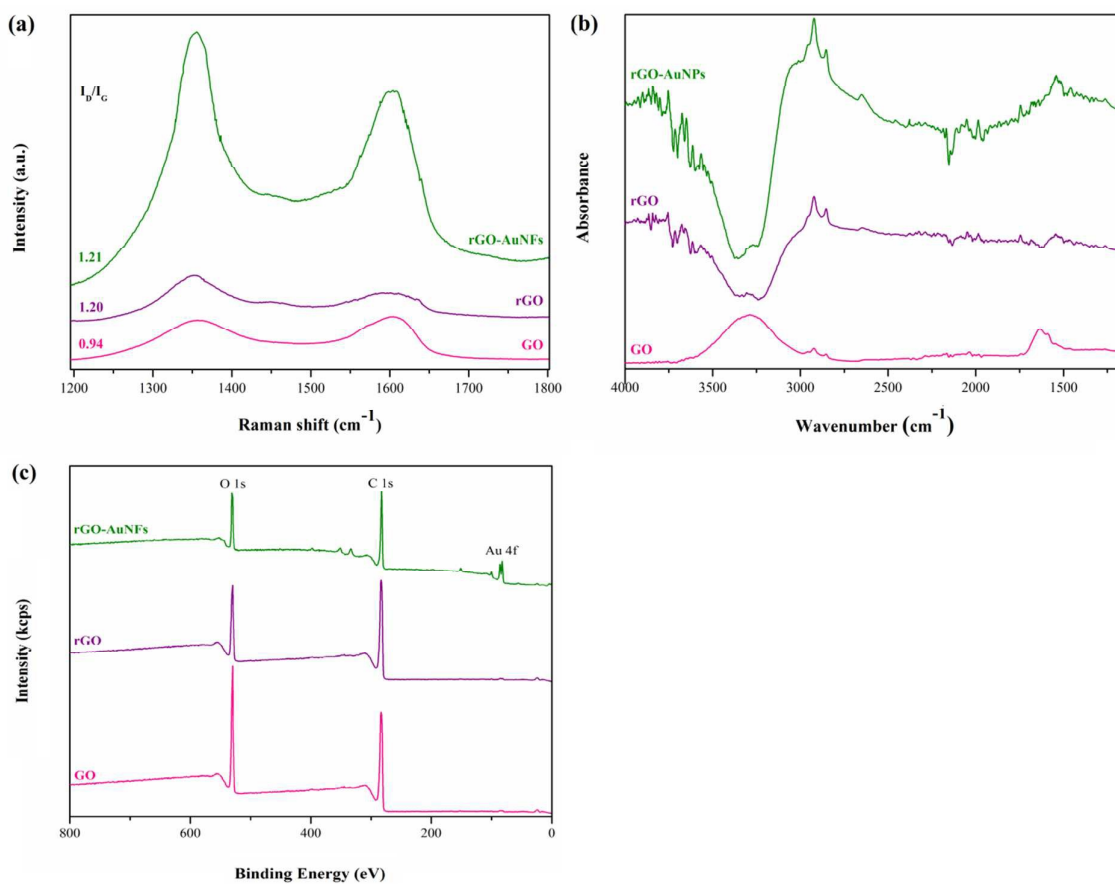 (a)
I_D/I_G
1.21
rGO-AuNFs
1.20
rGO
0.94
GO
Intensity (a.u.)
1200 1300 1400 1500 1600 1700 1800
Raman shift (cm⁻¹)
(b)
rGO-AuNPs
rGO
GO
Absorbance
4000 3500 3000 2500 2000 1500
Wavenumber (cm⁻¹)
(c)
O 1s
C 1s
Au 4f
rGO-AuNFs
rGO
GO
Intensity (kcps)
800 600 400 200 0
Binding Energy (eV)